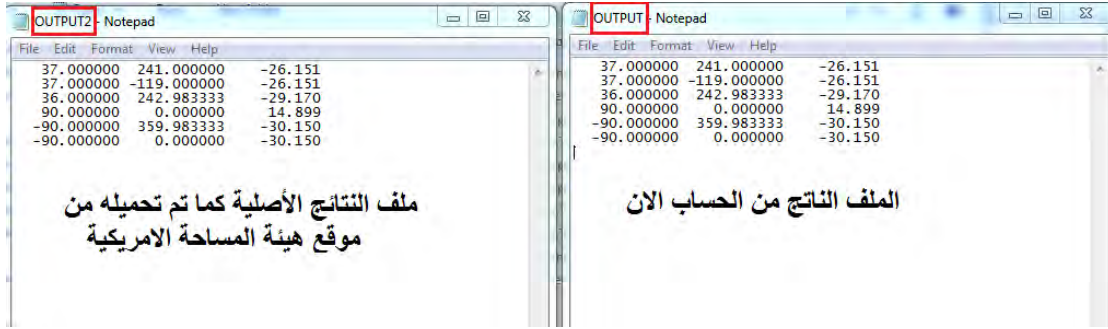 OUTPUT2 - Notepad
File Edit Format View Help
37.000000 241.000000 -26.151
37.000000 -119.000000 -26.151
36.000000 242.983333 -29.170
90.000000 0.000000 14.899
-90.000000 359.983333 -30.150
-90.000000 0.000000 -30.150
ملف النتائج الأصلية كما تم تحميله من
موقع هيئة المساحة الامريكية
OUTPUT - Notepad
File Edit Format View Help
37.000000 241.000000 -26.151
37.000000 -119.000000 -26.151
36.000000 242.983333 -29.170
90.000000 0.000000 14.899
-90.000000 359.983333 -30.150
-90.000000 0.000000 -30.150
الملف الناتج من الحساب الان